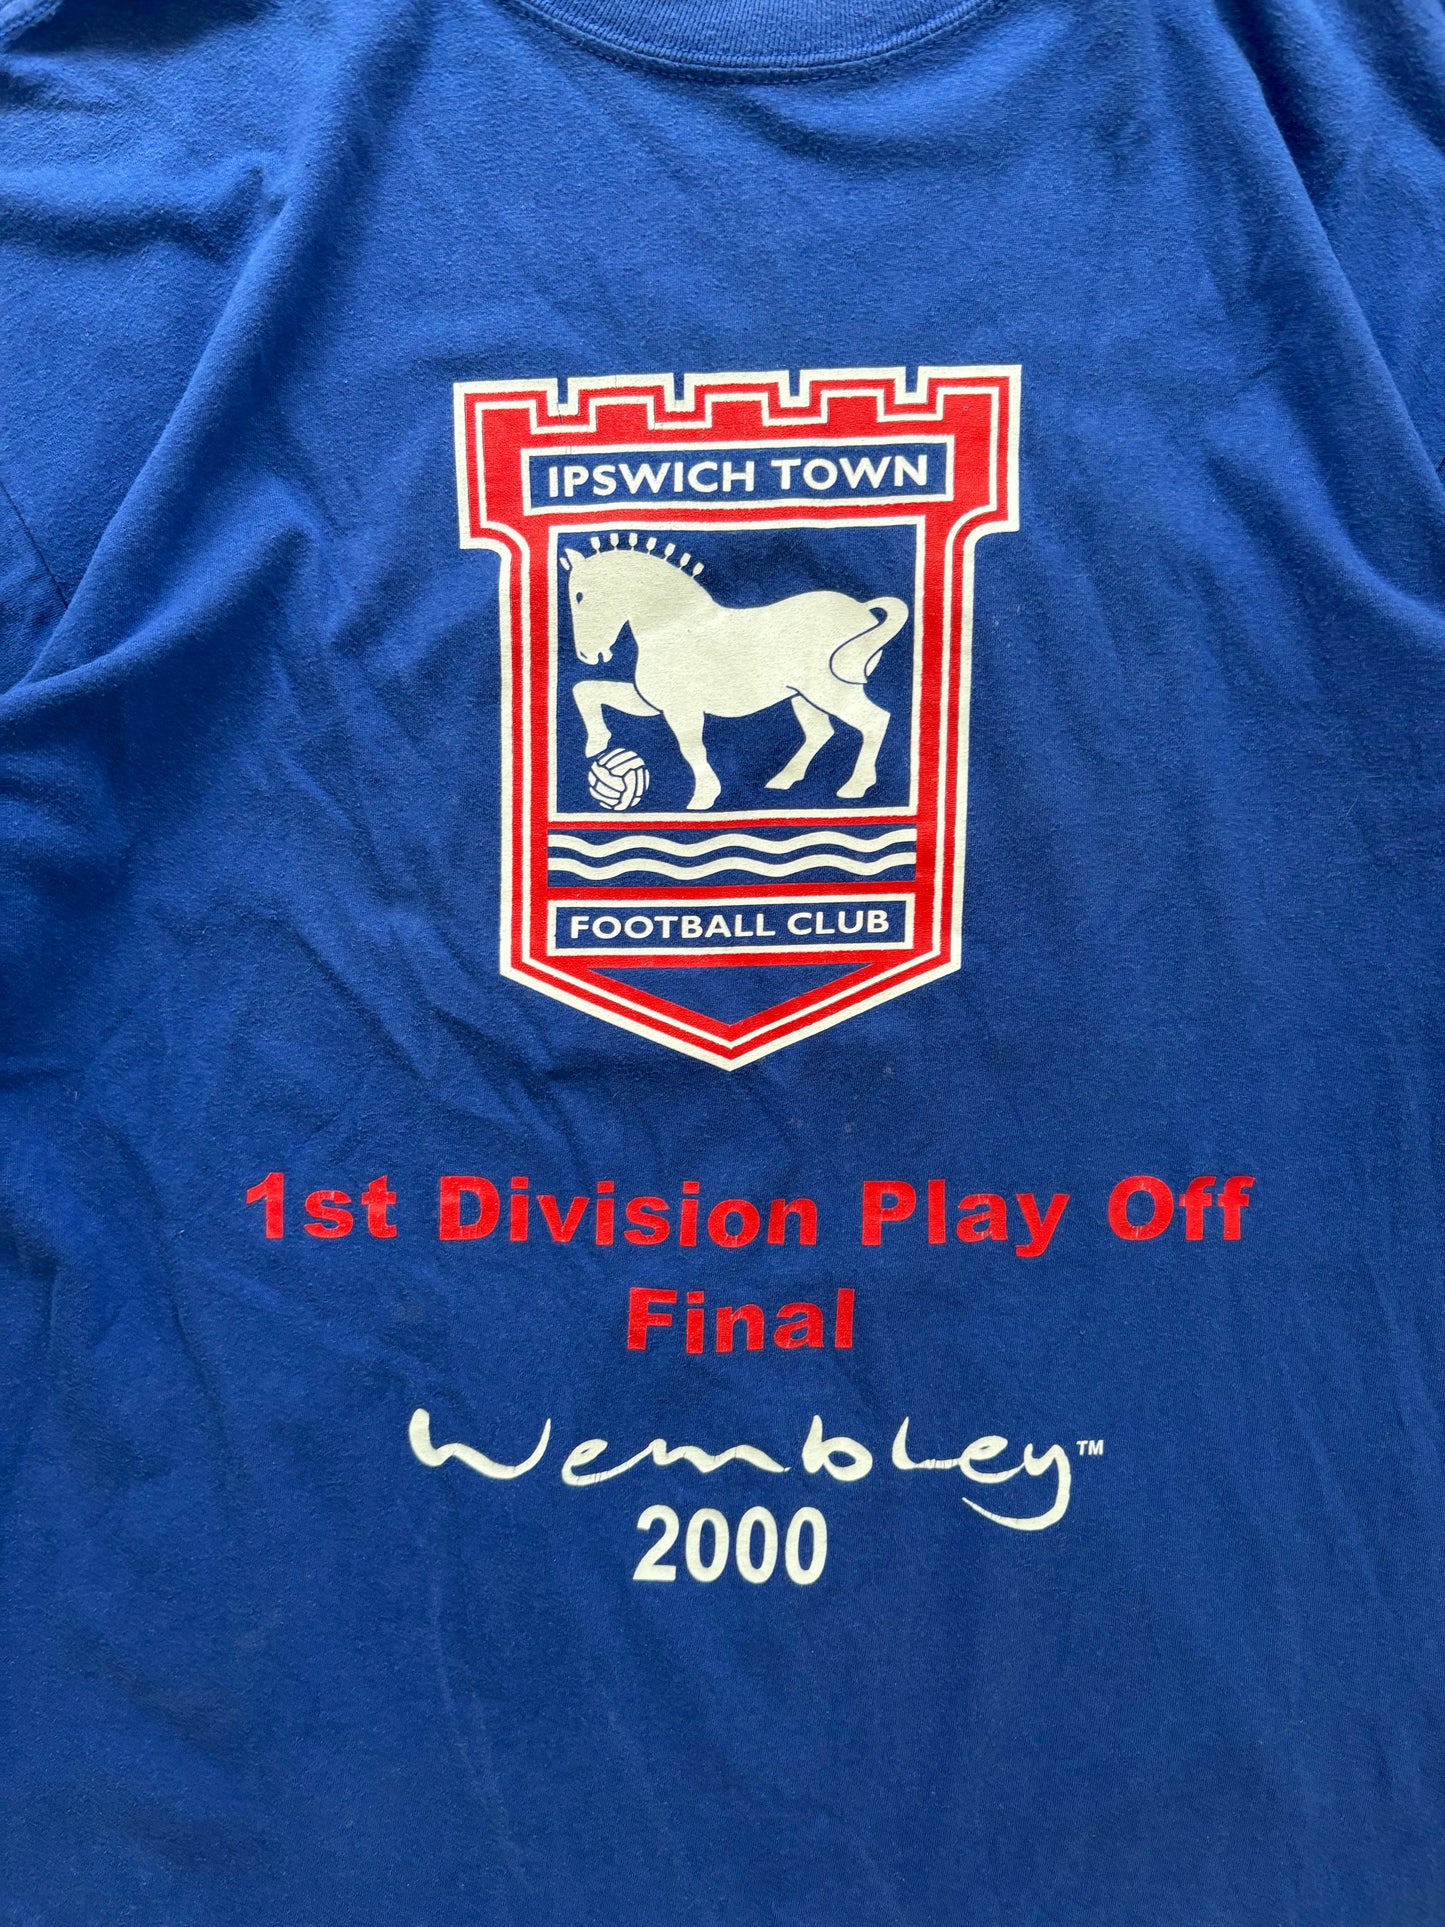 IPSWICH TOWN
FOOTBALL CLUB
1st Division Play Off
Final
Wembley™
2000